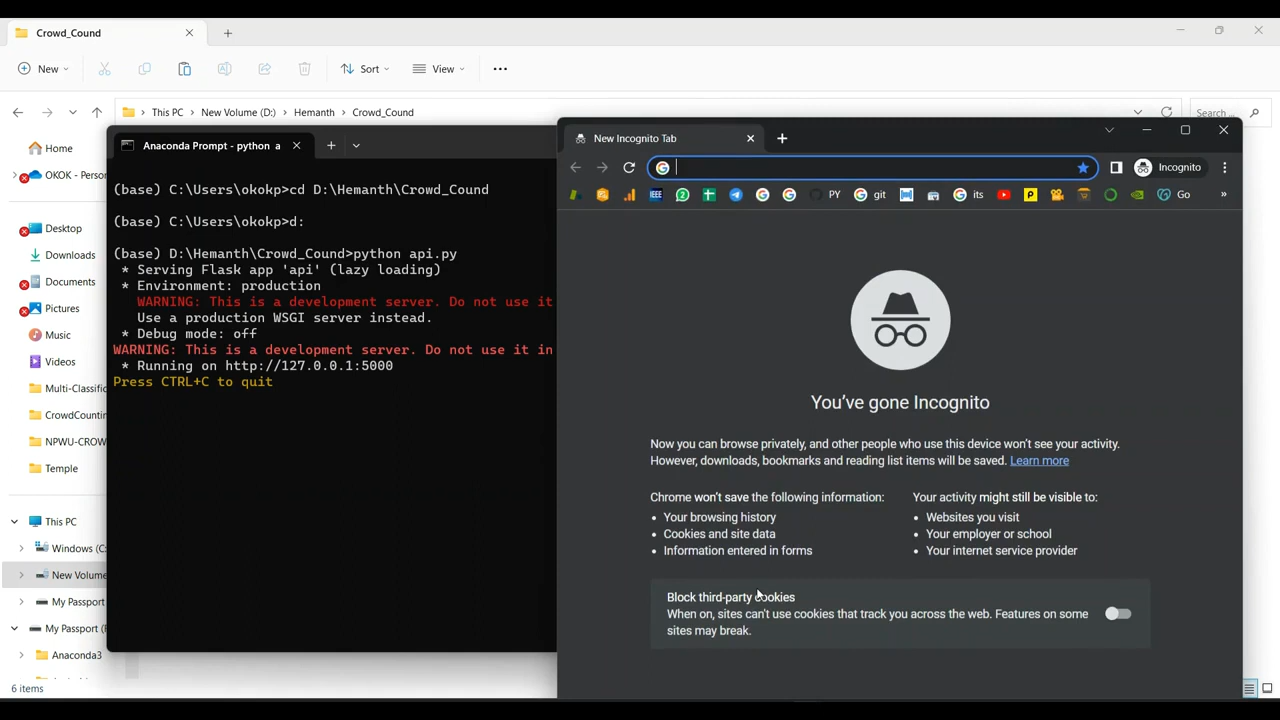 Crowd_Cound
New
Sort
View
This PC
New Volume (D:)
Hemanth
Crowd_Cound
Search
Home
OKOK - Person
Desktop
Downloads
Documents
Pictures
Music
Videos
Multi-Classific
CrowdCountin
NPWU-CROW
Temple
This PC
Windows (C:
New Volume
My Passport
My Passport (
Anaconda3
6 items
Anaconda Prompt - python a
(base) C:\Users\okokp>cd D:\Hemanth\Crowd_Cound
(base) C:\Users\okokp>d:
(base) D:\Hemanth\Crowd_Cound>python api.py
* Serving Flask app 'api' (lazy loading)
* Environment: production
WARNING: This is a development server. Do not use it
Use a production WSGI server instead.
* Debug mode: off
WARNING: This is a development server. Do not use it in
* Running on http://127.0.0.1:5000
Press CTRL+C to quit
New Incognito Tab
Incognito
IEEE
PY
git
its
Go
You've gone Incognito
Now you can browse privately, and other people who use this device won't see your activity.
However, downloads, bookmarks and reading list items will be saved. Learn more
Chrome won't save the following information:
• Your browsing history
• Cookies and site data
• Information entered in forms
Your activity might still be visible to:
• Websites you visit
• Your employer or school
• Your internet service provider
Block third-party cookies
When on, sites can't use cookies that track you across the web. Features on some
sites may break.